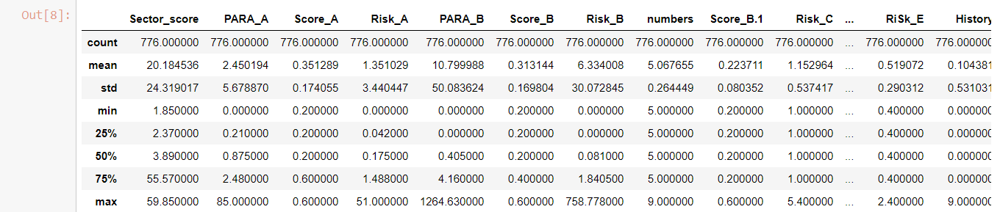 Out[8]:
Sector_score PARA_A Score_A Risk_A PARA_B Score_B Risk_B numbers Score_B.1 Risk_C ... RiSk_E History
count 776.000000 776.000000 776.000000 776.000000 776.000000 776.000000 776.000000 776.000000 776.000000 776.000000 ... 776.000000 776.000000
mean 20.184536 2.450194 0.351289 1.351029 10.799988 0.313144 6.334008 5.067655 0.223711 1.152964 ... 0.519072 0.104381
std 24.319017 5.678870 0.174055 3.440447 50.083624 0.169804 30.072845 0.264449 0.080352 0.537417 ... 0.290312 0.531031
min 1.850000 0.000000 0.200000 0.000000 0.000000 0.200000 0.000000 5.000000 0.200000 1.000000 ... 0.400000 0.000000
25% 2.370000 0.210000 0.200000 0.042000 0.000000 0.200000 0.000000 5.000000 0.200000 1.000000 ... 0.400000 0.000000
50% 3.890000 0.875000 0.200000 0.175000 0.405000 0.200000 0.081000 5.000000 0.200000 1.000000 ... 0.400000 0.000000
75% 55.570000 2.480000 0.600000 1.488000 4.160000 0.400000 1.840500 5.000000 0.200000 1.000000 ... 0.400000 0.000000
max 59.850000 85.000000 0.600000 51.000000 1264.630000 0.600000 758.778000 9.000000 0.600000 5.400000 ... 2.400000 9.000000